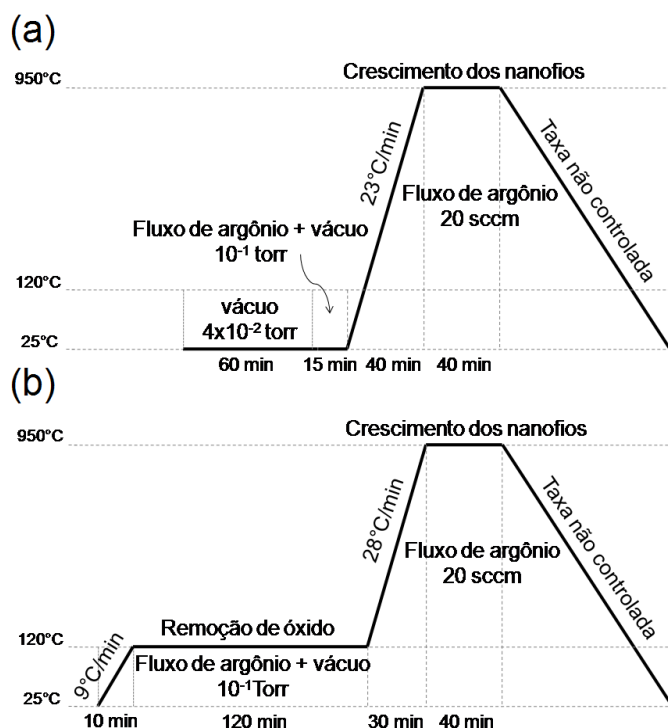 (a)
Crescimento dos nanofios
950°C
23°C/min
Taxa não controlada
Fluxo de argônio
20 sccm
Fluxo de argônio + vácuo
10⁻¹ torr
120°C
vácuo
4x10⁻² torr
25°C
60 min 15 min 40 min 40 min
(b)
Crescimento dos nanofios
950°C
28°C/min
Taxa não controlada
Fluxo de argônio
20 sccm
Remoção de óxido
120°C
9°C/min
Fluxo de argônio + vácuo
10⁻¹Torr
25°C
10 min 120 min 30 min 40 min